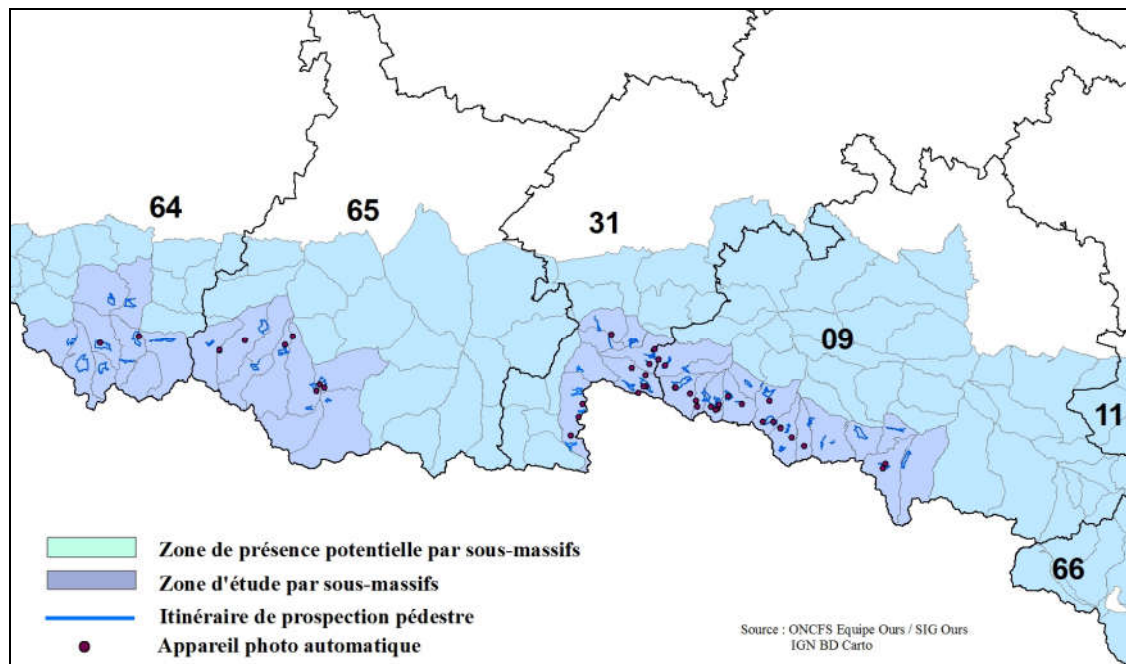 64
65
31
09
11
66
Zone de présence potentielle par sous-massifs
Zone d'étude par sous-massifs
Itinéraire de prospection pédestre
Appareil photo automatique
Source : ONCFS Equipe Ours / SIG Ours
IGN BD Carto